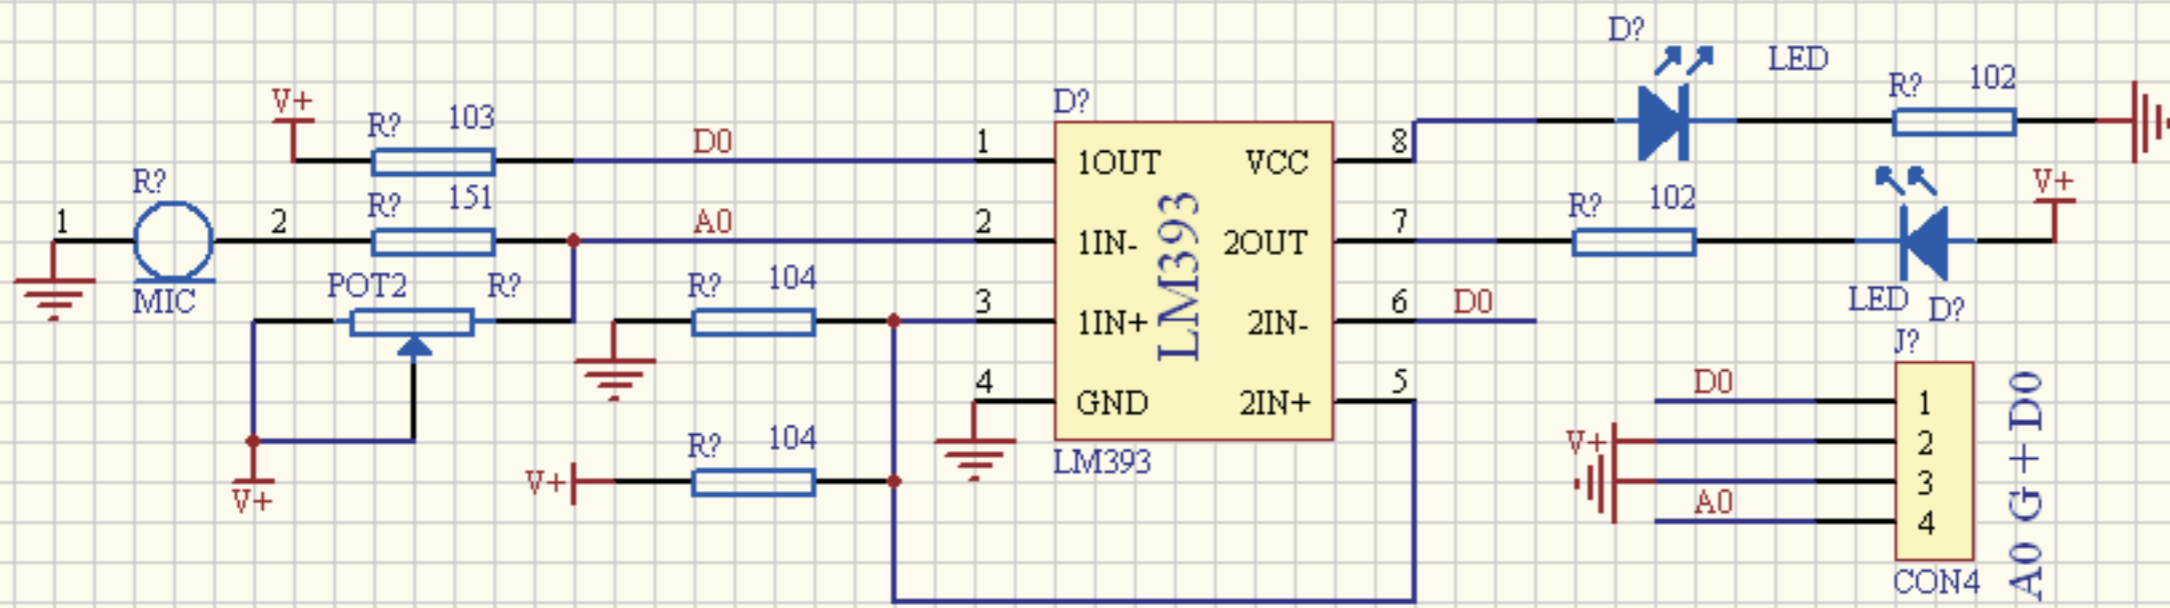 D?
LED
R?
102
V+
R?
103
D0
D?
1
1OUT
VCC
8
R?
151
A0
R?
1
2
MIC
2
1IN-
2OUT
7
R?
102
V+
LED
D?
POT2
R?
R?
104
3
1IN+
2IN-
6
D0
LM393
4
GND
2IN+
5
V+
V+
R?
104
LM393
J?
D0
1
V+
2
3
A0
4
A0 G + D0
CON4